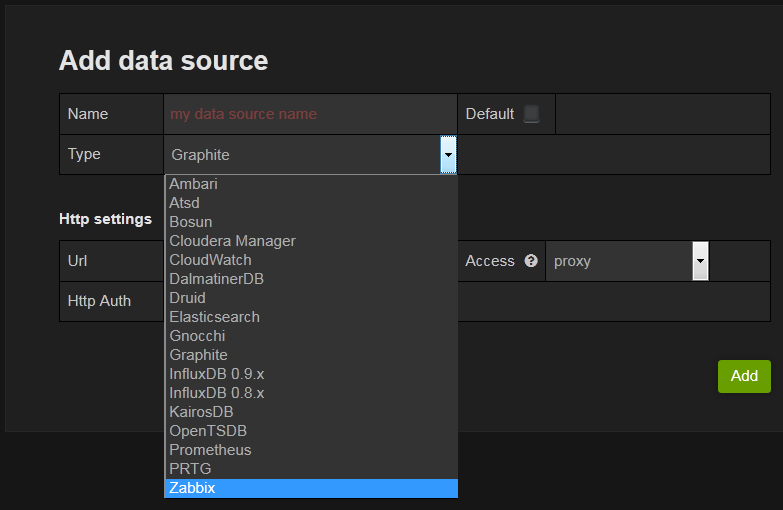 Add data source
Name my data source name Default
Type Graphite
Ambari
Atsd
Bosun
Cloudera Manager
CloudWatch
DalmatinerDB
Druid
Elasticsearch
Gnocchi
Graphite
InfluxDB 0.9.x
InfluxDB 0.8.x
KairosDB
OpenTSDB
Prometheus
PRTG
Zabbix
Http settings
Url Access ? proxy
Http Auth
Add